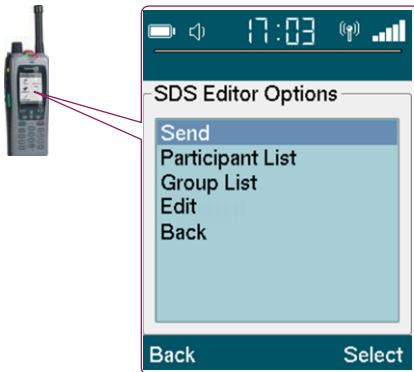 17:03
SDS Editor Options
Send
Participant List
Group List
Edit
Back
Back Select